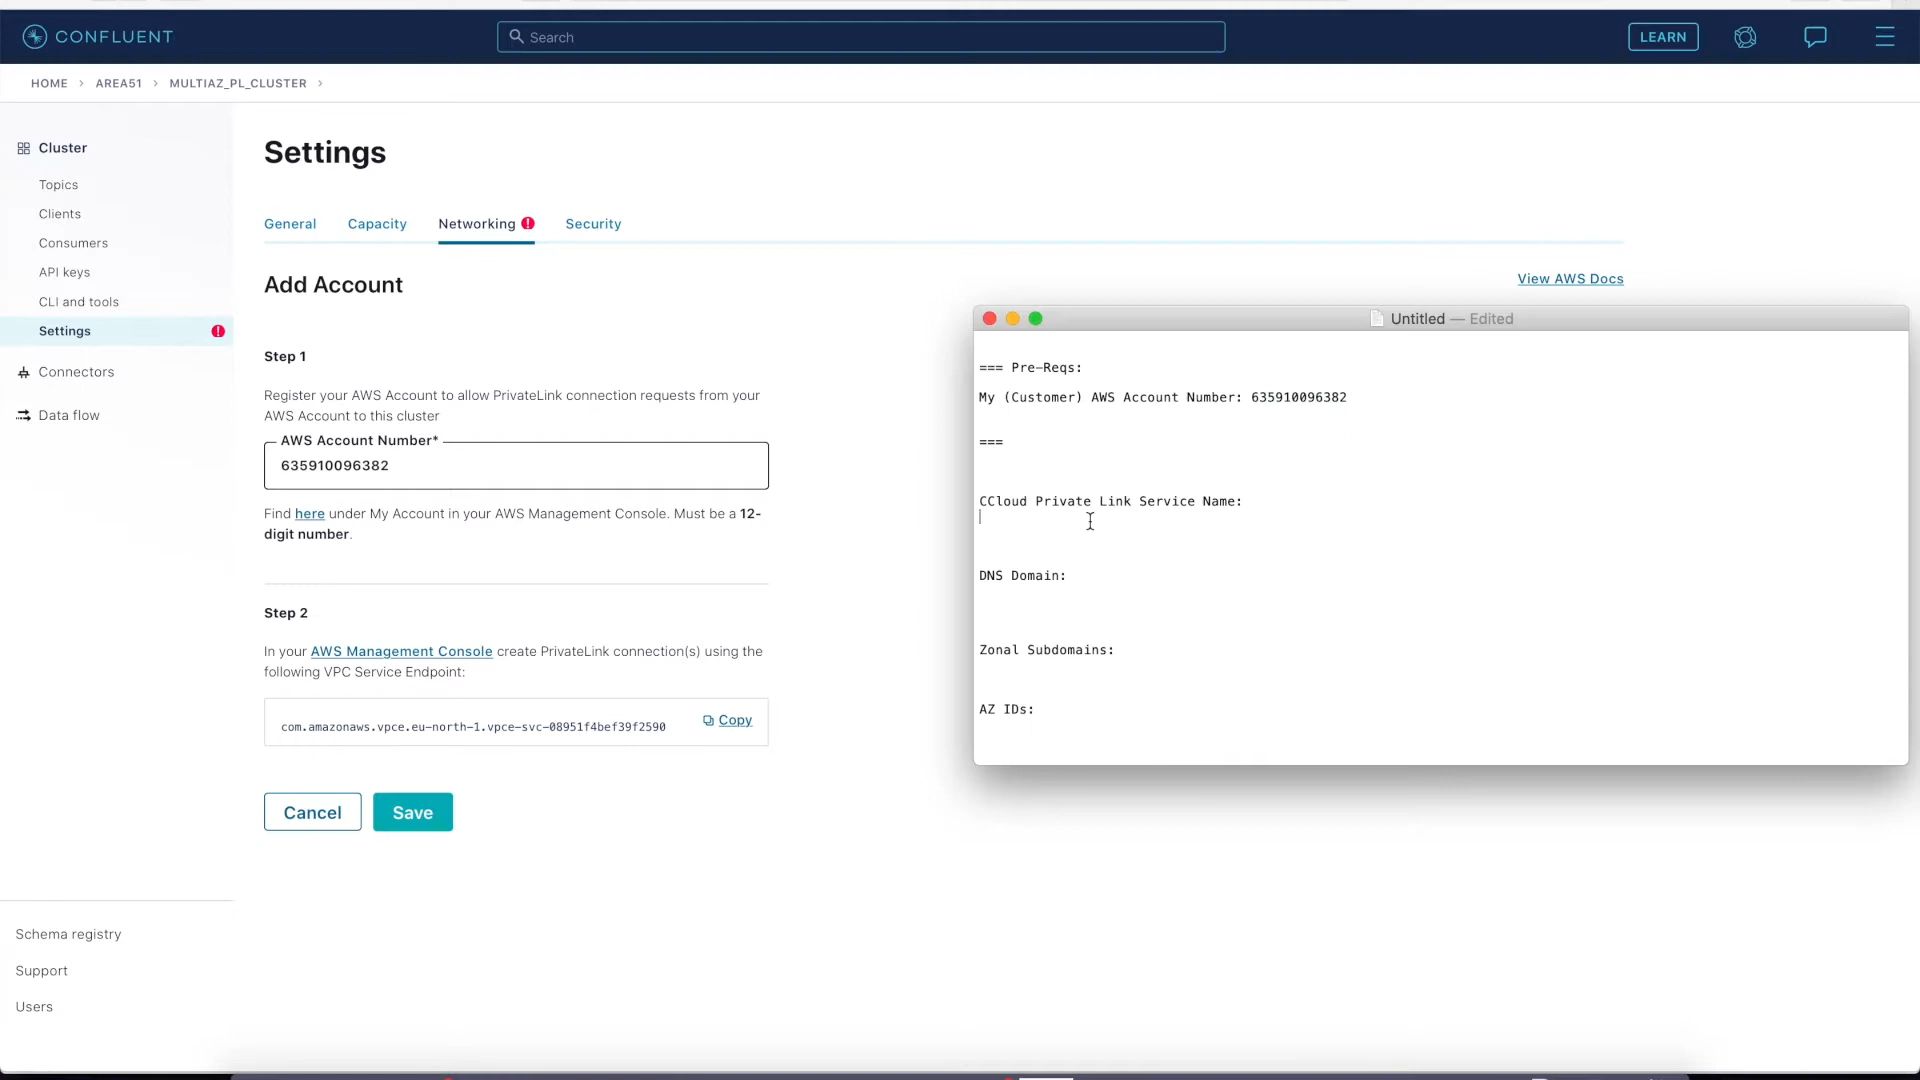 CONFLUENT
Search
LEARN
HOME > AREA51 > MULTIAZ_PL_CLUSTER >
Cluster
Topics
Clients
Consumers
API keys
CLI and tools
Settings
Connectors
Data flow
Schema registry
Support
Users
Settings
General Capacity Networking Security
Add Account
View AWS Docs
Step 1
Register your AWS Account to allow PrivateLink connection requests from your
AWS Account to this cluster
AWS Account Number*
635910096382
Find here under My Account in your AWS Management Console. Must be a 12-
digit number.
Step 2
In your AWS Management Console create PrivateLink connection(s) using the
following VPC Service Endpoint:
com.amazonaws.vpce.eu-north-1.vpce-svc-08951f4bef39f2590
Copy
Cancel Save
Untitled — Edited
=== Pre-Reqs:
My (Customer) AWS Account Number: 635910096382
===
CCloud Private Link Service Name:
DNS Domain:
Zonal Subdomains:
AZ IDs: